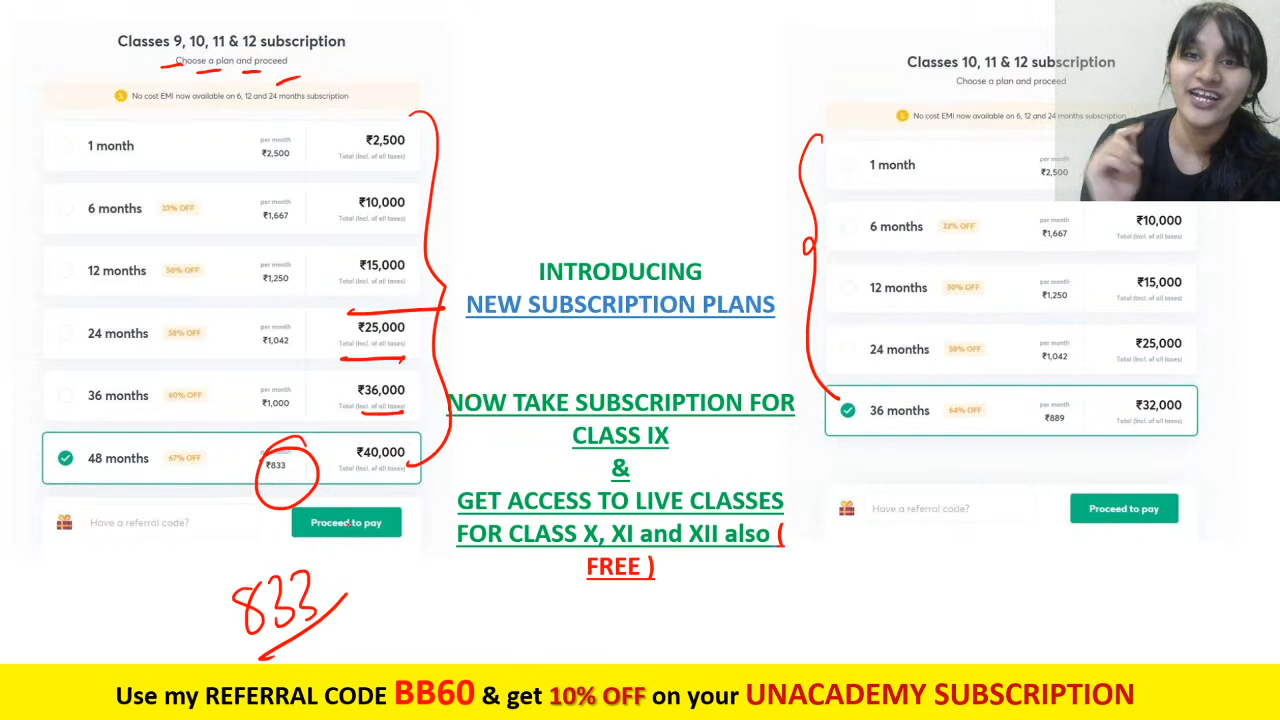 Classes 9, 10, 11 & 12 subscription
Choose a plan and proceed
No cost EMI now available on 6, 12 and 24 months subscription
1 month per month ₹2,500 ₹2,500 Total (Incl. of all taxes)
6 months 33% OFF per month ₹1,667 ₹10,000 Total (Incl. of all taxes)
12 months 50% OFF per month ₹1,250 ₹15,000 Total (Incl. of all taxes)
24 months 58% OFF per month ₹1,042 ₹25,000 Total (Incl. of all taxes)
36 months 60% OFF per month ₹1,000 ₹36,000 Total (Incl. of all taxes)
48 months 67% OFF ₹833 ₹40,000 Total (Incl. of all taxes)
Have a referral code? Proceed to pay
833
INTRODUCING
NEW SUBSCRIPTION PLANS
NOW TAKE SUBSCRIPTION FOR
CLASS IX
&
GET ACCESS TO LIVE CLASSES
FOR CLASS X, XI and XII also (
FREE )
Classes 10, 11 & 12 subscription
Choose a plan and proceed
No cost EMI now available on 6, 12 and 24 months subscription
1 month per month ₹2,500
6 months 33% OFF per month ₹1,667 ₹10,000 Total (Incl. of all taxes)
12 months 50% OFF per month ₹1,250 ₹15,000 Total (Incl. of all taxes)
24 months 58% OFF per month ₹1,042 ₹25,000 Total (Incl. of all taxes)
36 months 64% OFF per month ₹889 ₹32,000 Total (Incl. of all taxes)
Have a referral code? Proceed to pay
Use my REFERRAL CODE BB60 & get 10% OFF on your UNACADEMY SUBSCRIPTION